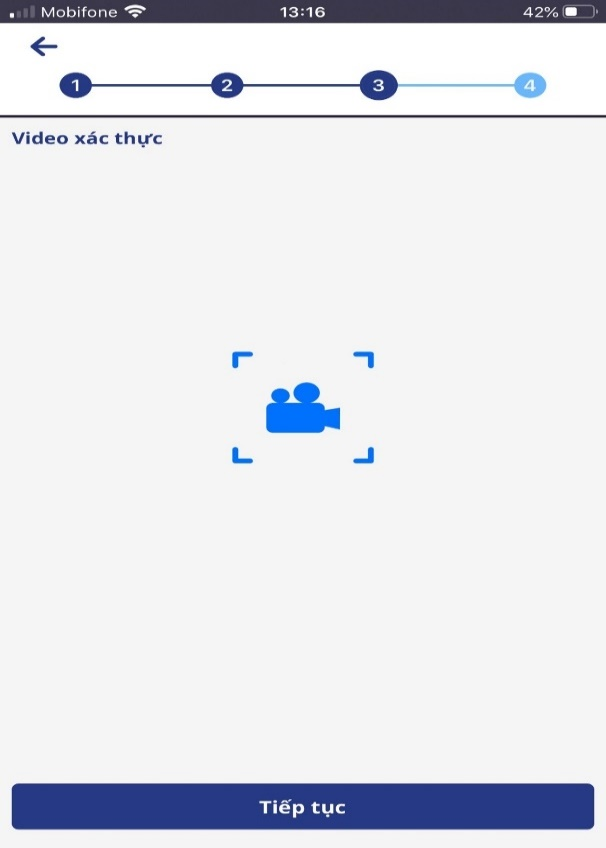 Mobifone 13:16 42%
1 2 3 4
Video xác thực
Tiếp tục